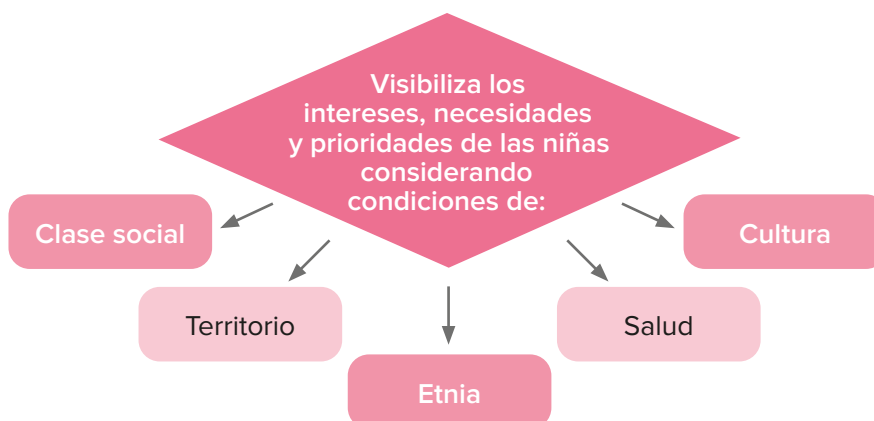 Visibiliza los
intereses, necesidades
y prioridades de las niñas
considerando
condiciones de:
Clase social
Cultura
Territorio
Salud
Etnia